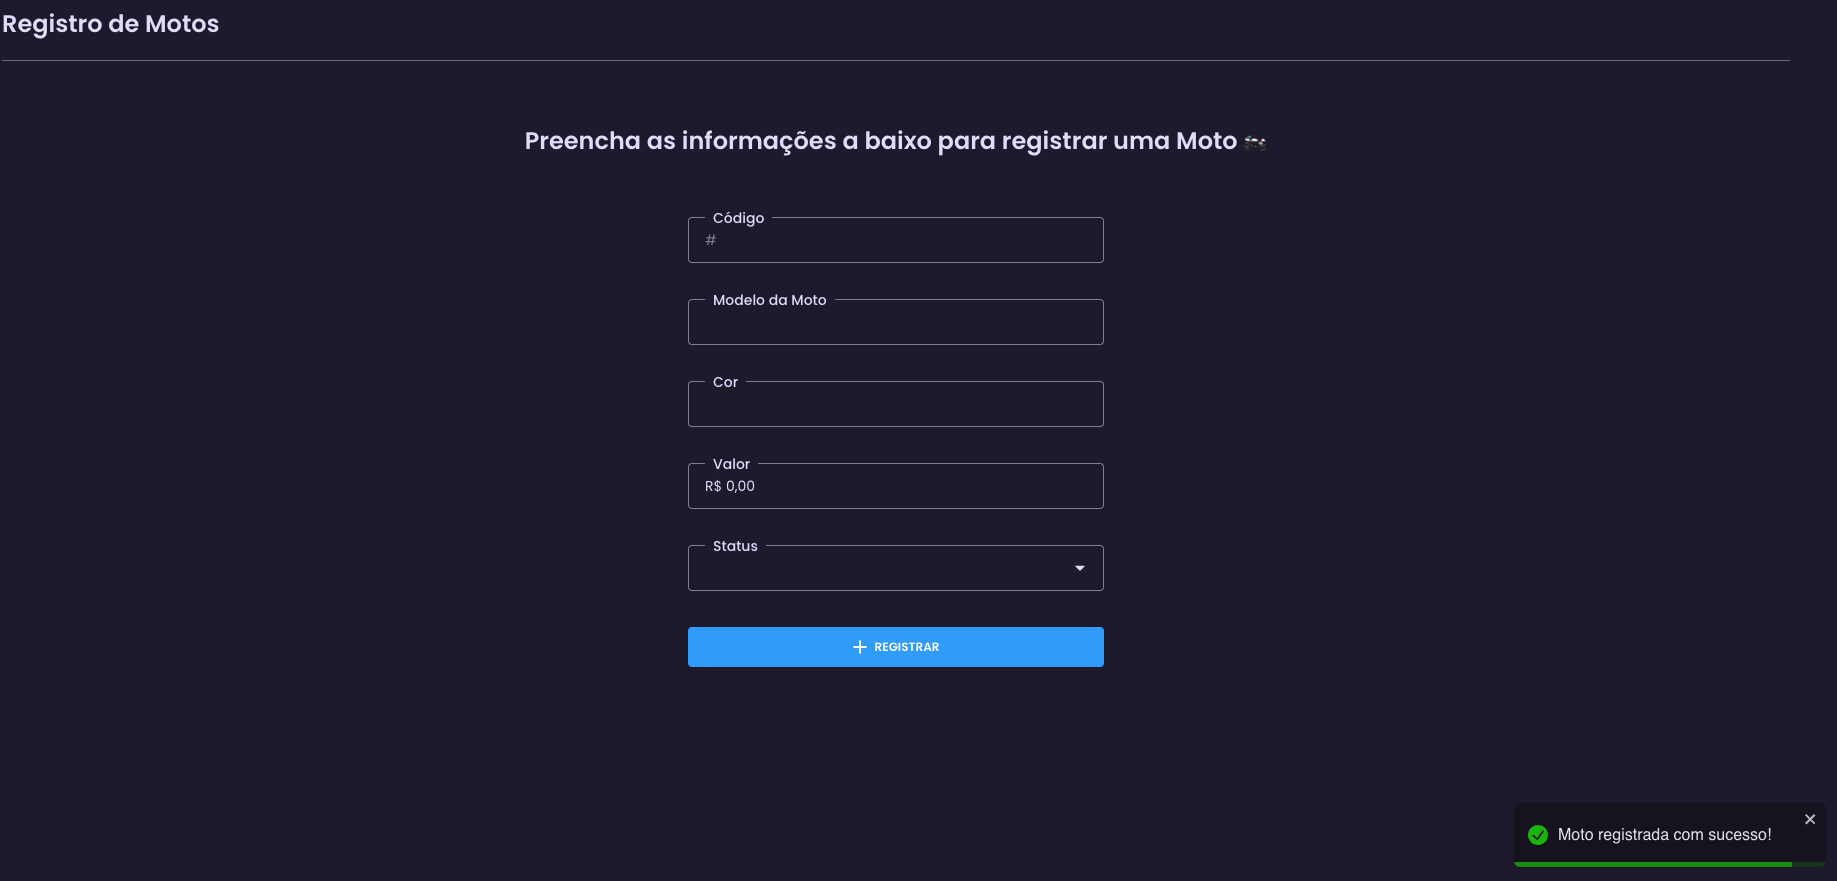 Registro de Motos
Preencha as informações a baixo para registrar uma Moto 🏍️
Código
#
Modelo da Moto
Cor
Valor
R$ 0,00
Status
REGISTRAR
Moto registrada com sucesso!